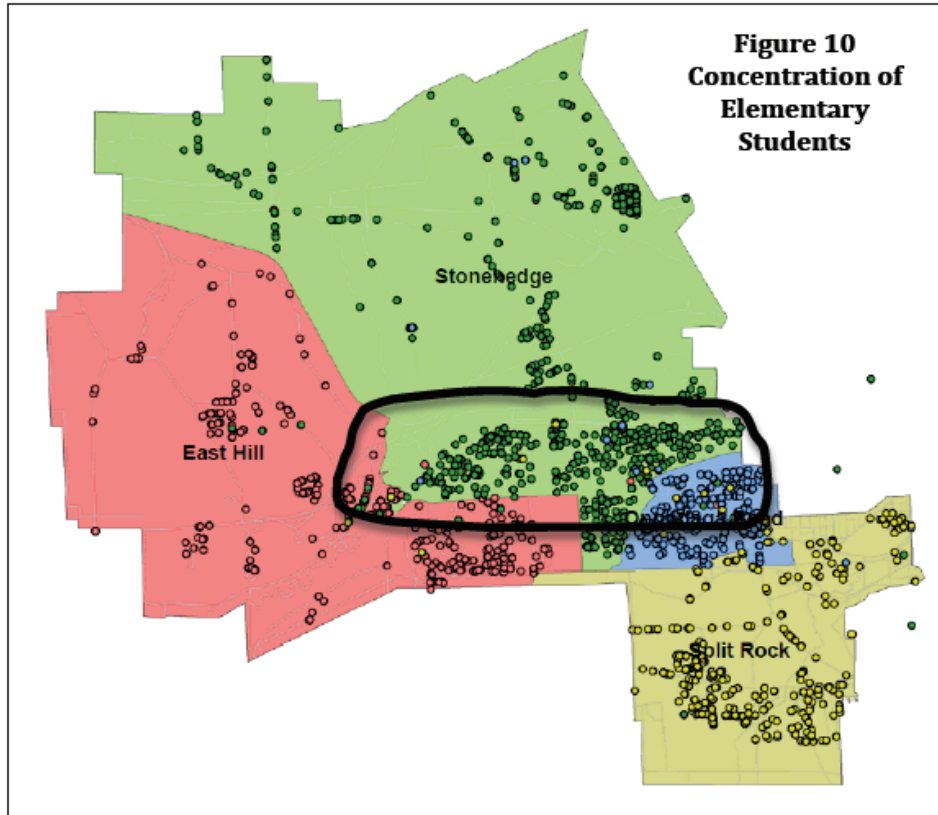 Figure 10
Concentration of
Elementary
Students
Stonehedge
East Hill
Split Rock